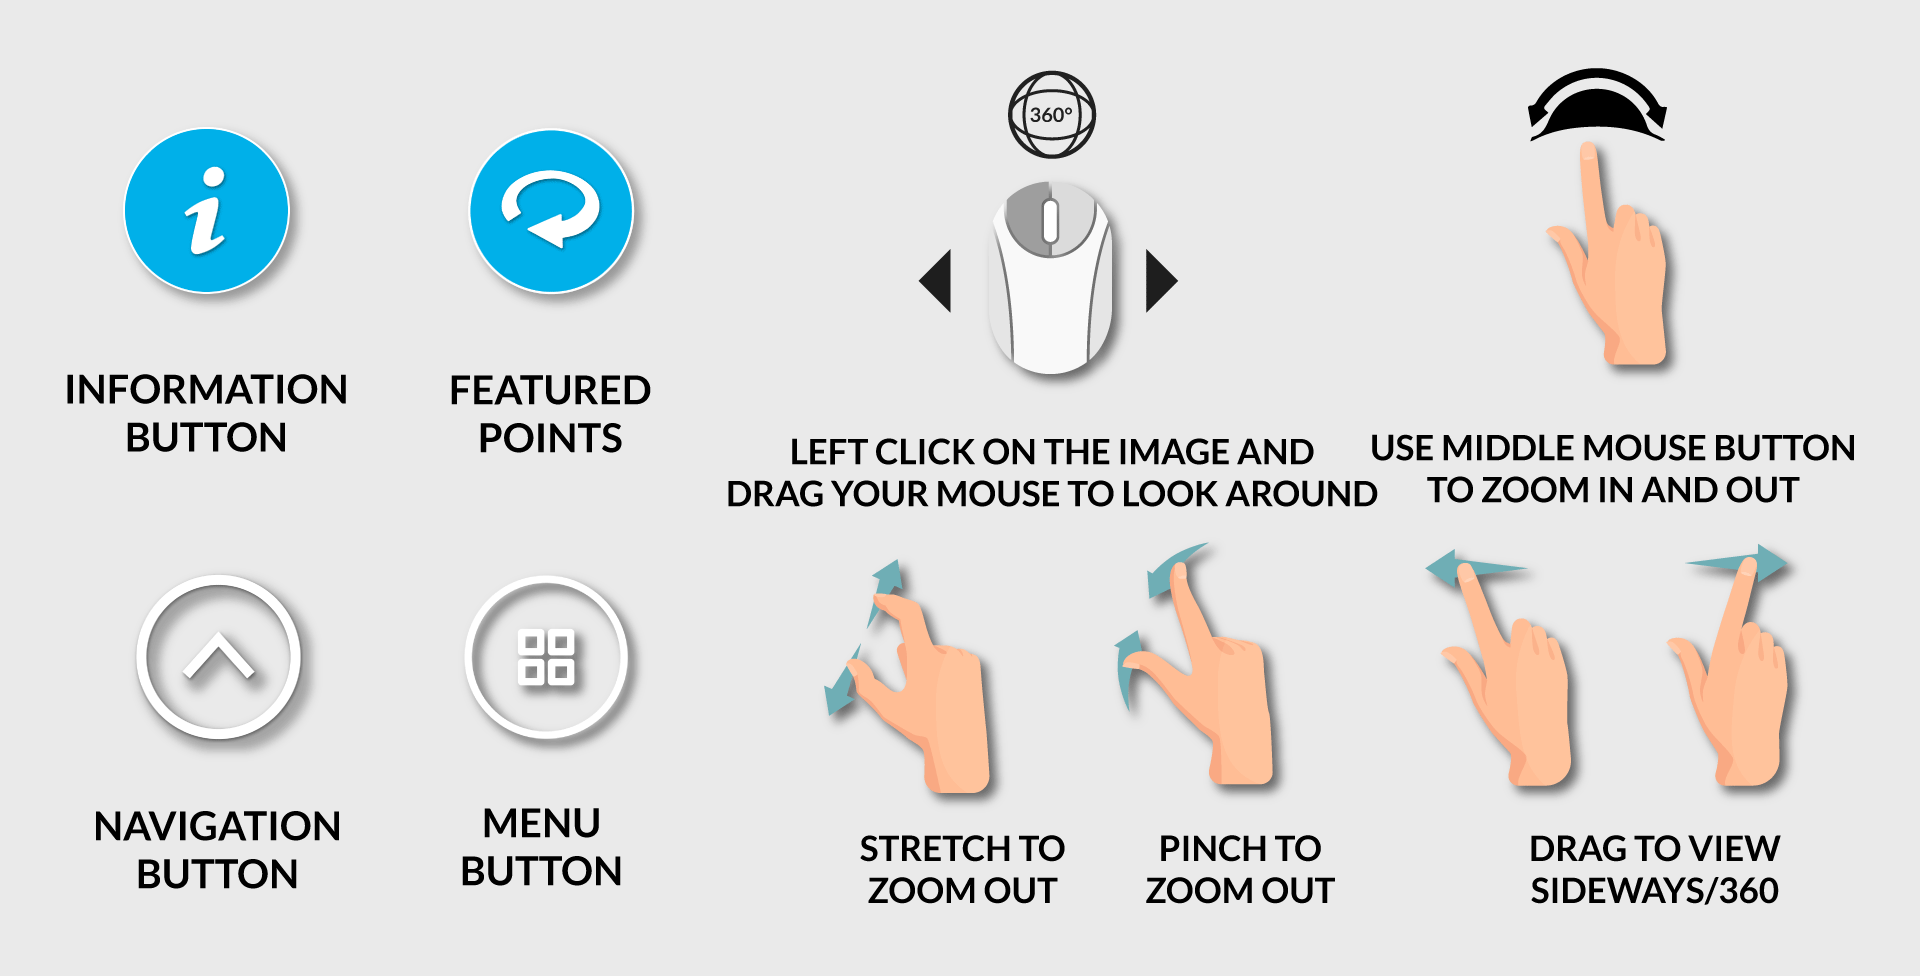 360°
INFORMATION
BUTTON
FEATURED
POINTS
LEFT CLICK ON THE IMAGE AND
DRAG YOUR MOUSE TO LOOK AROUND
USE MIDDLE MOUSE BUTTON
TO ZOOM IN AND OUT
NAVIGATION
BUTTON
MENU
BUTTON
STRETCH TO
ZOOM OUT
PINCH TO
ZOOM OUT
DRAG TO VIEW
SIDEWAYS/360